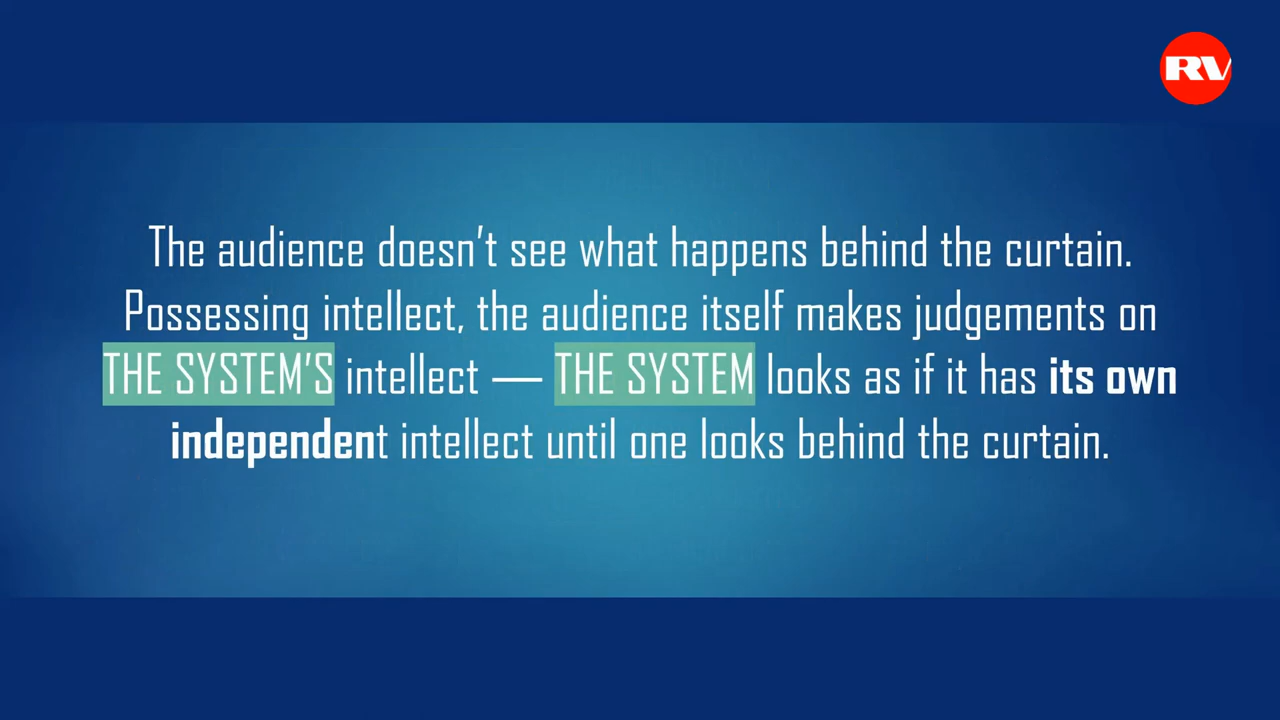 RV
The audience doesn't see what happens behind the curtain.
Possessing intellect, the audience itself makes judgements on
THE SYSTEM'S intellect — THE SYSTEM looks as if it has its own
independent intellect until one looks behind the curtain.